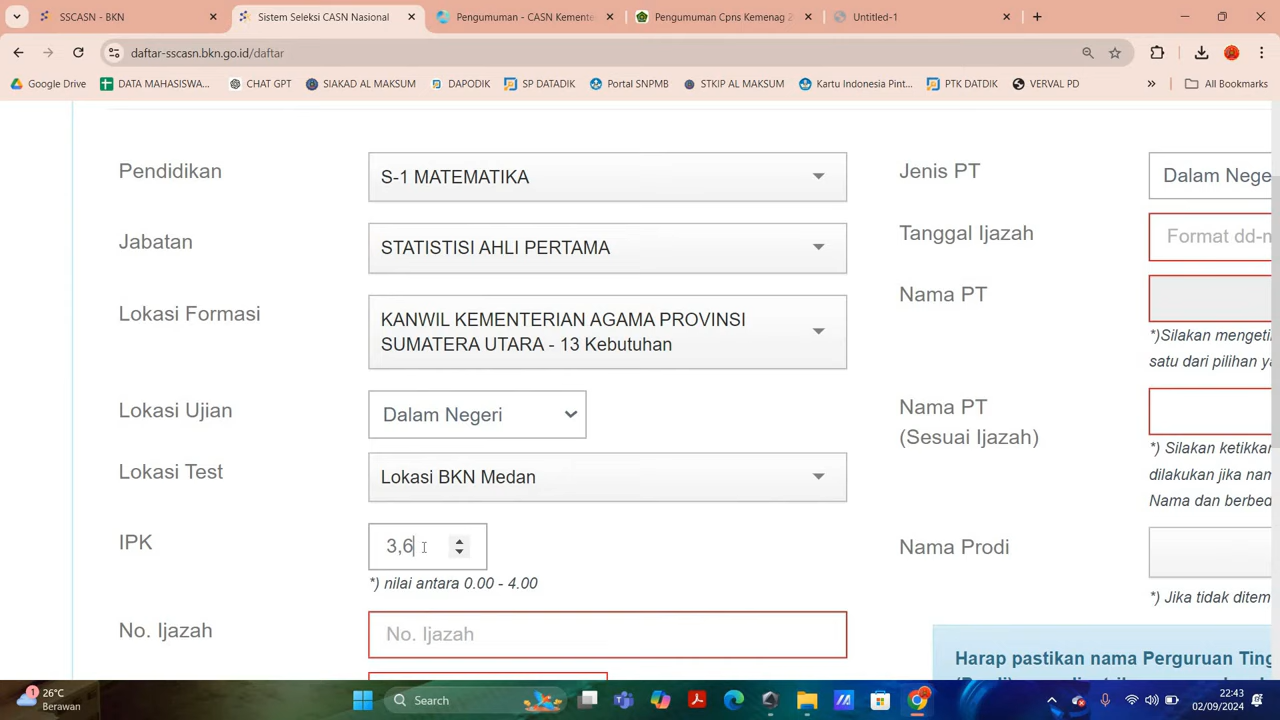 SSCASN - BKN
Sistem Seleksi CASN Nasional
Pengumuman - CASN Kemente
Pengumuman Cpns Kemenag 2
Untitled-1
daftar-sscasn.bkn.go.id/daftar
Google Drive
DATA MAHASISWA...
CHAT GPT
SIAKAD AL MAKSUM
DAPODIK
SP DATADIK
Portal SNPMB
STKIP AL MAKSUM
Kartu Indonesia Pint...
PTK DATDIK
VERVAL PD
»
All Bookmarks
Pendidikan
S-1 MATEMATIKA
Jabatan
STATISTISI AHLI PERTAMA
Lokasi Formasi
KANWIL KEMENTERIAN AGAMA PROVINSI
SUMATERA UTARA - 13 Kebutuhan
Lokasi Ujian
Dalam Negeri
Lokasi Test
Lokasi BKN Medan
IPK
3,6
*) nilai antara 0.00 - 4.00
No. Ijazah
No. Ijazah
Jenis PT
Dalam Nege
Tanggal Ijazah
Format dd-m
Nama PT
*)Silakan mengeti
satu dari pilihan ya
Nama PT
(Sesuai Ijazah)
*) Silakan ketikkan
dilakukan jika nam
Nama dan berbed
Nama Prodi
*) Jika tidak ditem
Harap pastikan nama Perguruan Ting
26°C
Berawan
1
Search
22:43
02/09/2024